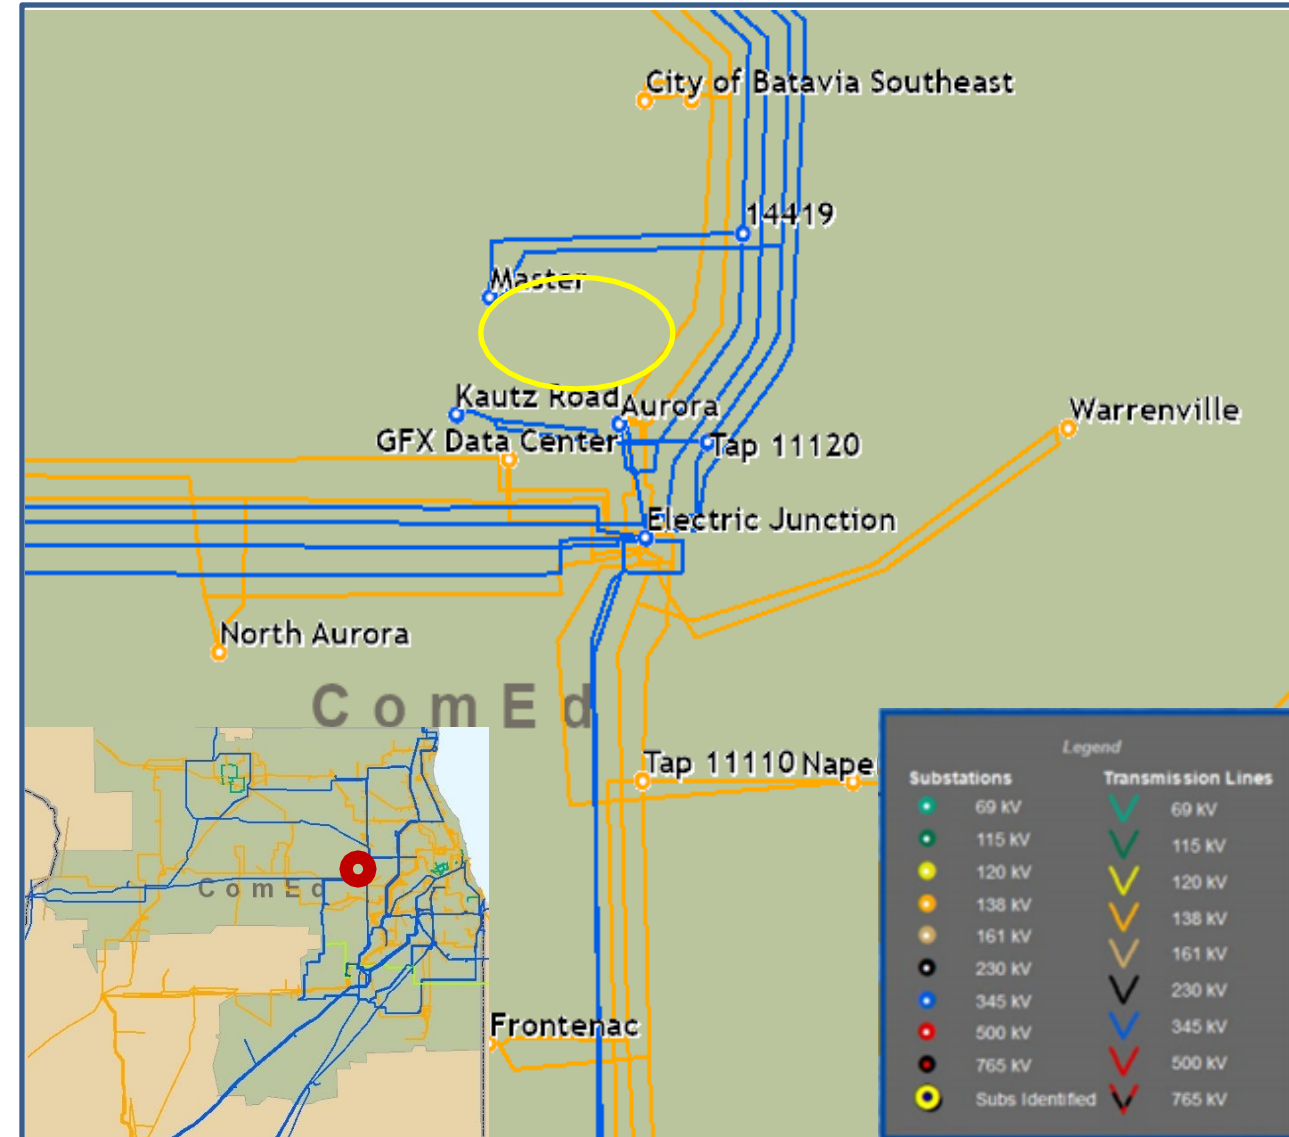 City of Batavia Southeast
14419
Master
Kautz Road
Aurora
Warrenville
GFX Data Center
Tap 11120
Electric Junction
North Aurora
ComEd
Tap 11110
Nape
Frontenac
ComEd
Legend
Substations
Transmission Lines
69 kV
69 kV
115 kV
115 kV
120 kV
120 kV
138 kV
138 kV
161 kV
161 kV
230 kV
230 kV
345 kV
345 kV
500 kV
500 kV
765 kV
765 kV
Subs Identified